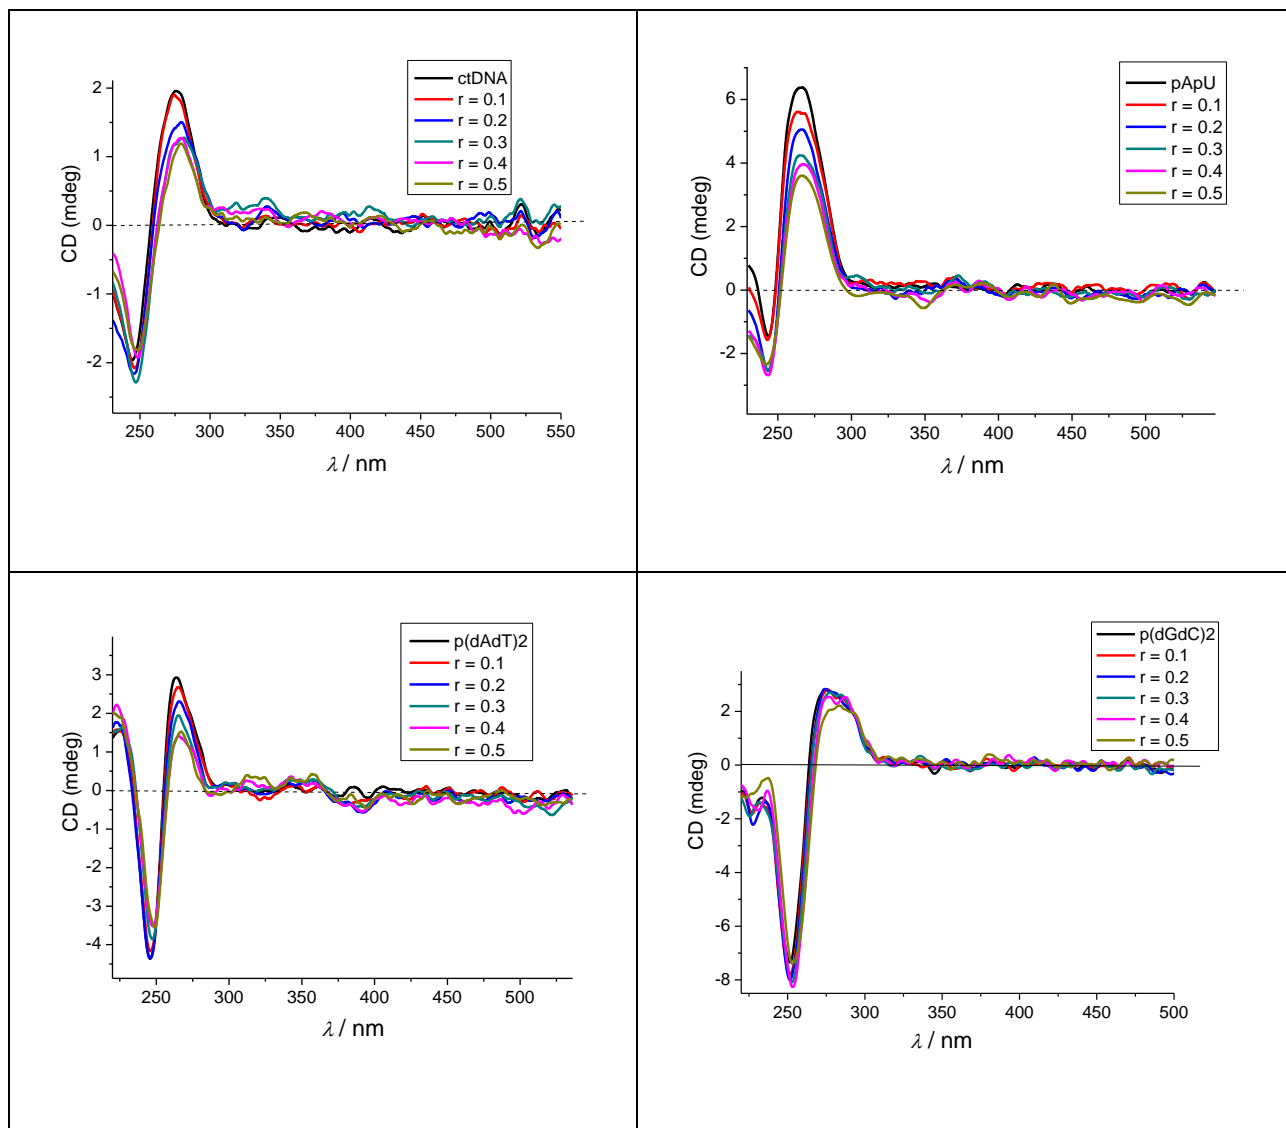 ctDNA
r = 0.1
r = 0.2
r = 0.3
r = 0.4
r = 0.5
2
1
0
-1
-2
CD (mdeg)
250 300 350 400 450 500 550
λ / nm
pApU
r = 0.1
r = 0.2
r = 0.3
r = 0.4
r = 0.5
6
4
2
0
-2
CD (mdeg)
250 300 350 400 450 500
λ / nm
p(dAdT)2
r = 0.1
r = 0.2
r = 0.3
r = 0.4
r = 0.5
3
2
1
0
-1
-2
-3
-4
CD (mdeg)
250 300 350 400 450 500
λ / nm
p(dGdC)2
r = 0.1
r = 0.2
r = 0.3
r = 0.4
r = 0.5
2
0
-2
-4
-6
-8
CD (mdeg)
250 300 350 400 450 500
λ / nm